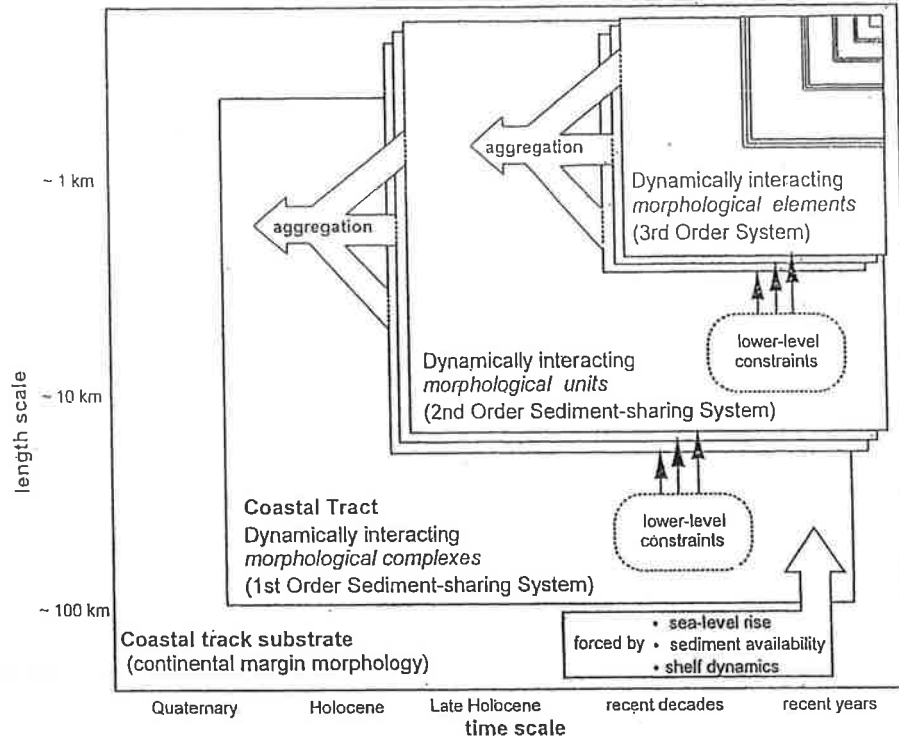 aggregation
~ 1 km
aggregation
Dynamically interacting
morphological elements
(3rd Order System)
lower-level
constraints
Dynamically interacting
morphological units
(2nd Order Sediment-sharing System)
~ 10 km
length scale
Coastal Tract
Dynamically interacting
morphological complexes
(1st Order Sediment-sharing System)
lower-level
constraints
~ 100 km
Coastal track substrate
(continental margin morphology)
forced by
• sea-level rise
• sediment availability
• shelf dynamics
Quaternary Holocene Late Holocene recent decades recent years
time scale